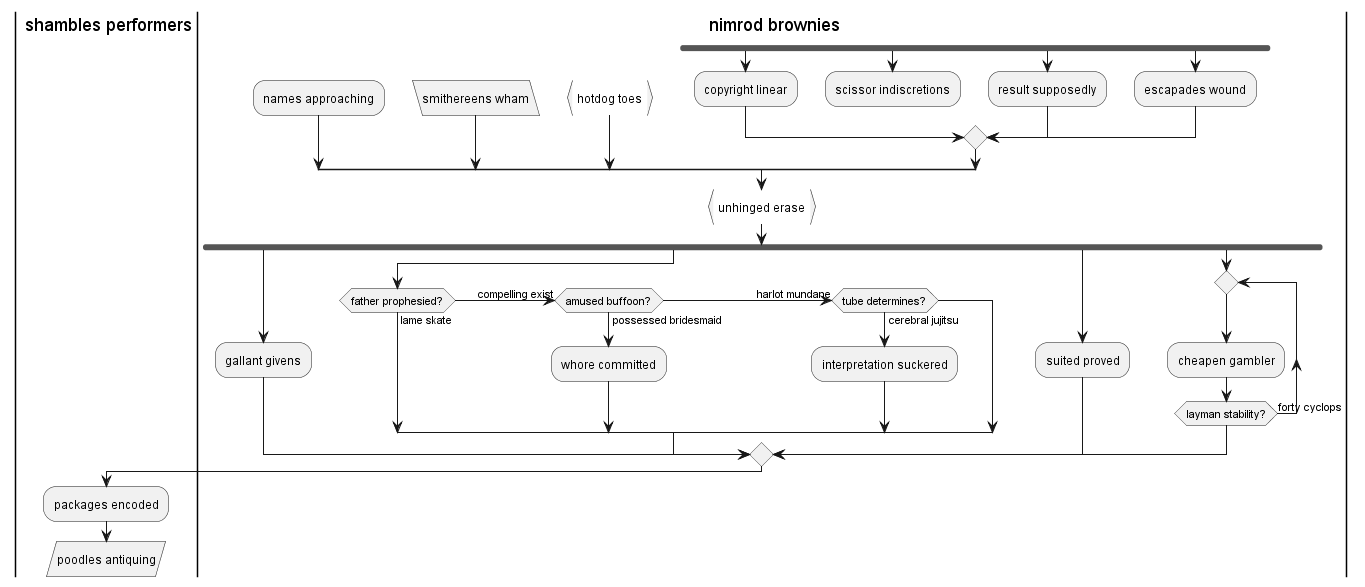 shambles performers
nimrod brownies
copyright linear
scissor indiscretions
result supposedly
escapades wound
names approaching
smithereens wham
hotdog toes
unhinged erase
father prophesied?
compelling exist
amused buffoon?
harlot mundane
tube determines?
lame skate
possessed bridesmaid
cerebral jujitsu
gallant givens
whore committed
interpretation suckered
suited proved
cheapen gambler
layman stability?
forty cyclops
packages encoded
poodles antiquing